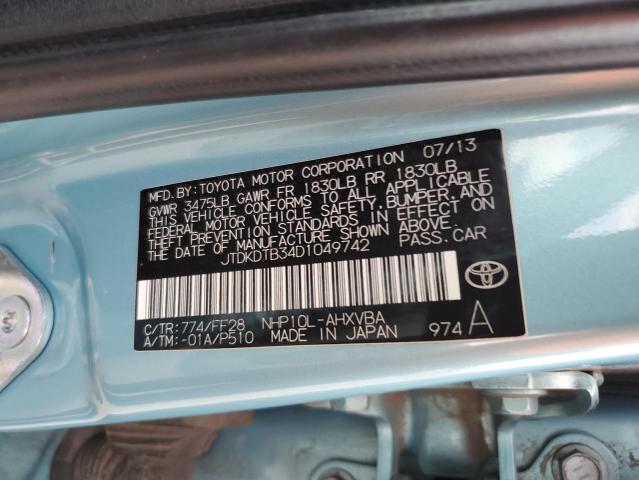 MFD. BY: TOYOTA MOTOR CORPORATION 07/13
GVWR 3475LB GAWR FR 1830LB RR 1830LB
THIS VEHICLE CONFORMS TO ALL APPLICABLE
FEDERAL MOTOR VEHICLE SAFETY, BUMPER, AND
THEFT PREVENTION STANDARDS IN EFFECT ON
THE DATE OF MANUFACTURE SHOWN ABOVE.
JTDKDTB34D1049742 PASS. CAR
C/TR: 774/FF28 NHP10L-AHXVBA
A/TM: -01A/P510 MADE IN JAPAN 974 A